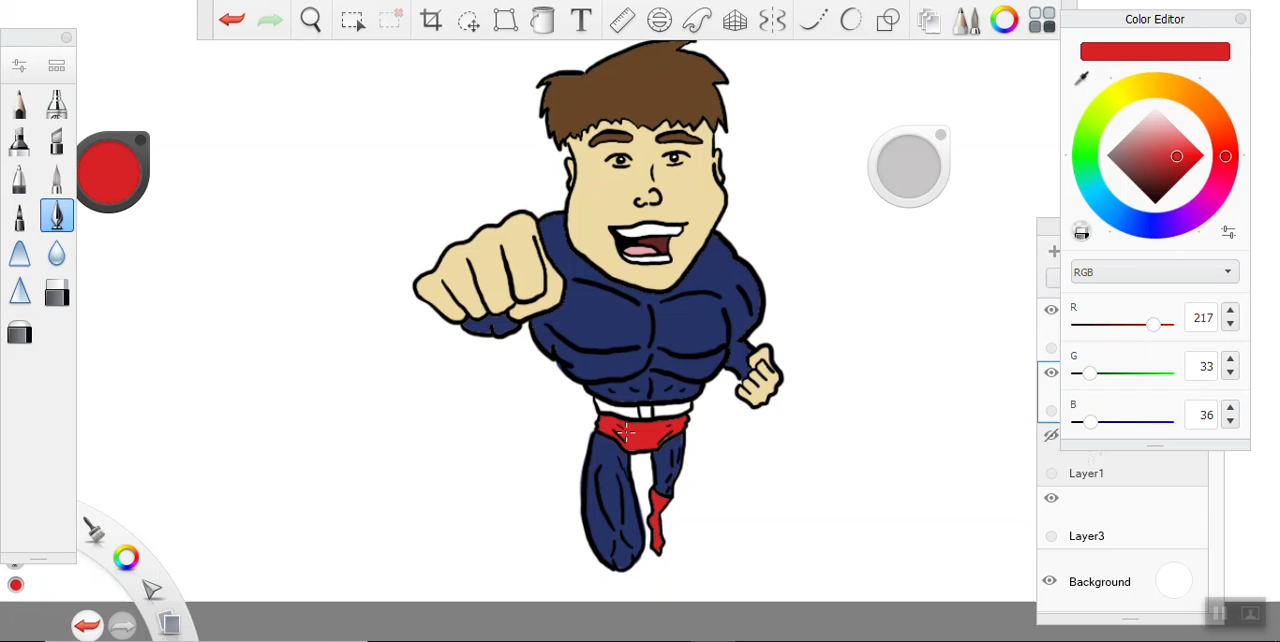 T
Color Editor
RGB
R
217
G
33
B
36
Layer1
Layer3
Background